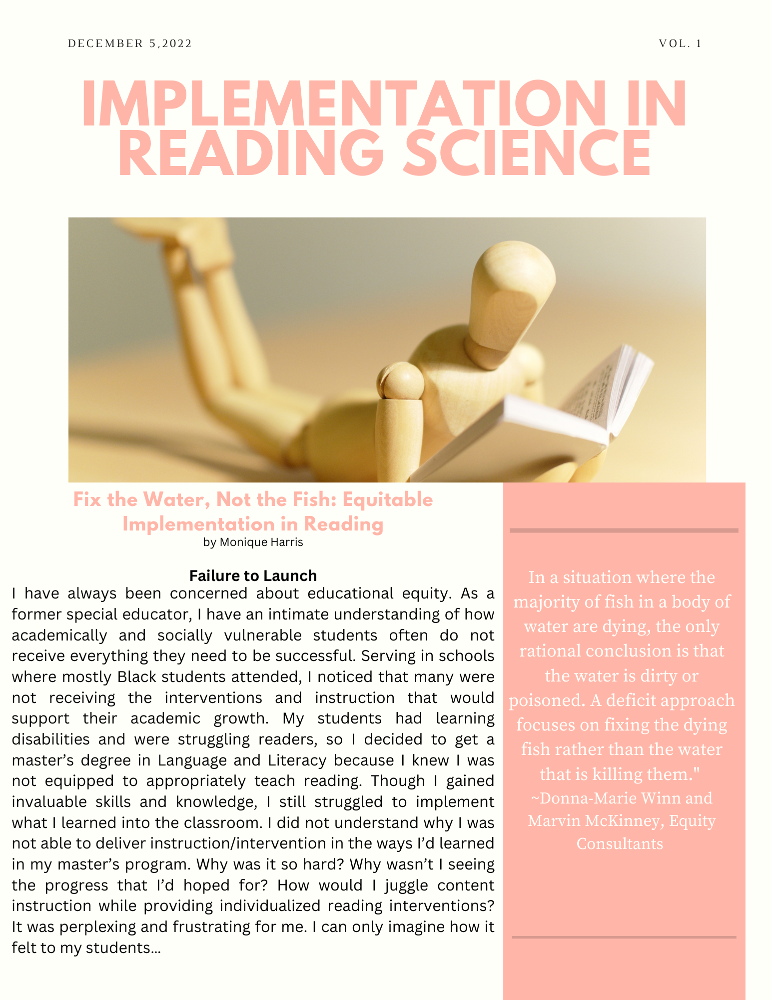 DECEMBER 5,2022
VOL. 1
IMPLEMENTATION IN
READING SCIENCE
Fix the Water, Not the Fish: Equitable
Implementation in Reading
by Monique Harris
Failure to Launch
I have always been concerned about educational equity. As a
former special educator, I have an intimate understanding of how
academically and socially vulnerable students often do not
receive everything they need to be successful. Serving in schools
where mostly Black students attended, I noticed that many were
not receiving the interventions and instruction that would
support their academic growth. My students had learning
disabilities and were struggling readers, so I decided to get a
master’s degree in Language and Literacy because I knew I was
not equipped to appropriately teach reading. Though I gained
invaluable skills and knowledge, I still struggled to implement
what I learned into the classroom. I did not understand why I was
not able to deliver instruction/intervention in the ways I’d learned
in my master’s program. Why was it so hard? Why wasn’t I seeing
the progress that I’d hoped for? How would I juggle content
instruction while providing individualized reading interventions?
It was perplexing and frustrating for me. I can only imagine how it
felt to my students…
In a situation where the
majority of fish in a body of
water are dying, the only
rational conclusion is that
the water is dirty or
poisoned. A deficit approach
focuses on fixing the dying
fish rather than the water
that is killing them."
~Donna-Marie Winn and
Marvin McKinney, Equity
Consultants